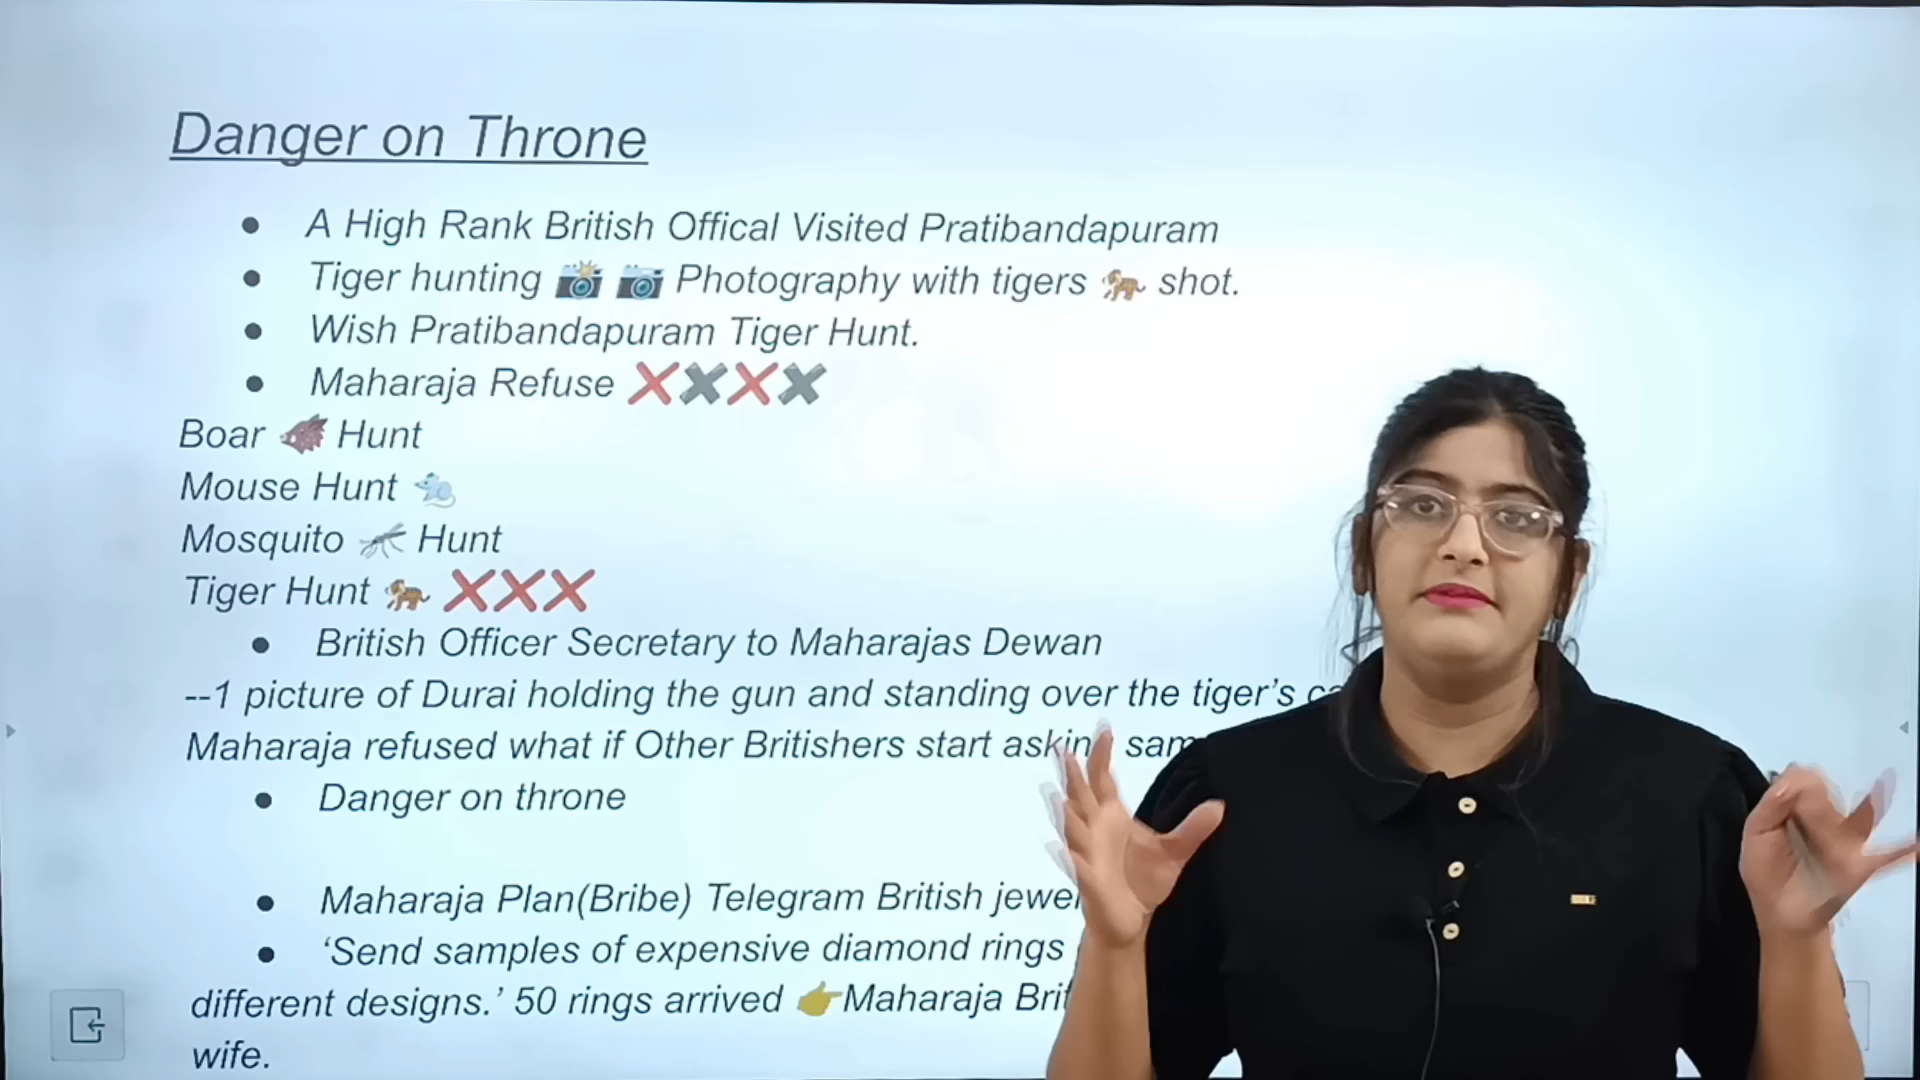 Danger on Throne
● A High Rank British Offical Visited Pratibandapuram
● Tiger hunting 📸 📷 Photography with tigers 🐅 shot.
● Wish Pratibandapuram Tiger Hunt.
● Maharaja Refuse ❌✖❌✖
Boar 🐗 Hunt
Mouse Hunt 🐁
Mosquito 🦟 Hunt
Tiger Hunt 🐅 ❌❌❌
● British Officer Secretary to Maharajas Dewan
--1 picture of Durai holding the gun and standing over the tiger’s
Maharaja refused what if Other Britishers start asking
● Danger on throne
● Maharaja Plan(Bribe) Telegram British
● ‘Send samples of expensive diamond rings
different designs.’ 50 rings arrived 👉Maharaja
wife.